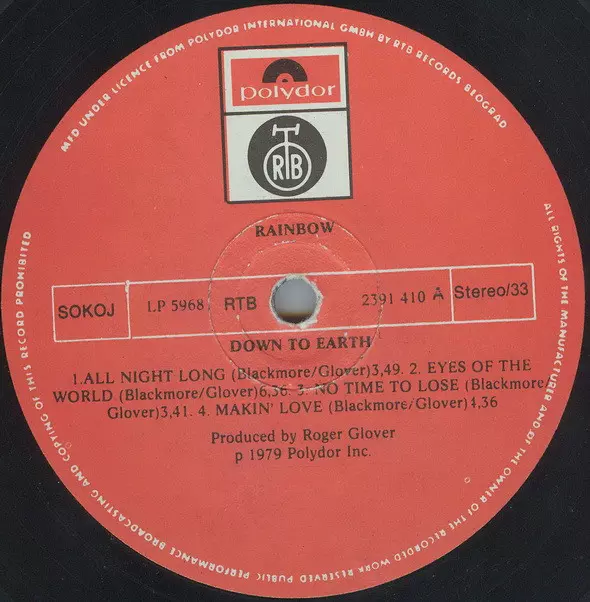 MFD UNDER LICENCE FROM POLYDOR INTERNATIONAL GMBH BY RTB RECORDS BEOGRAD
polydor
RTB
RAINBOW
SOKOJ LP 5968 RTB 2391 410 A Stereo/33
DOWN TO EARTH
1.ALL NIGHT LONG (Blackmore/Glover)3,49. 2. EYES OF THE
WORLD (Blackmore/Glover)6,36. 3. NO TIME TO LOSE (Blackmore/
Glover)3,41. 4. MAKIN' LOVE (Blackmore/Glover)4,36
Produced by Roger Glover
p 1979 Polydor Inc.
ALL RIGHTS OF THE MANUFACTURER AND OF THE OWNER OF THE RECORDED WORK RESERVED PUBLIC PERFORMANCE BROADCASTING AND COPYING OF THIS RECORD PROHIBITED